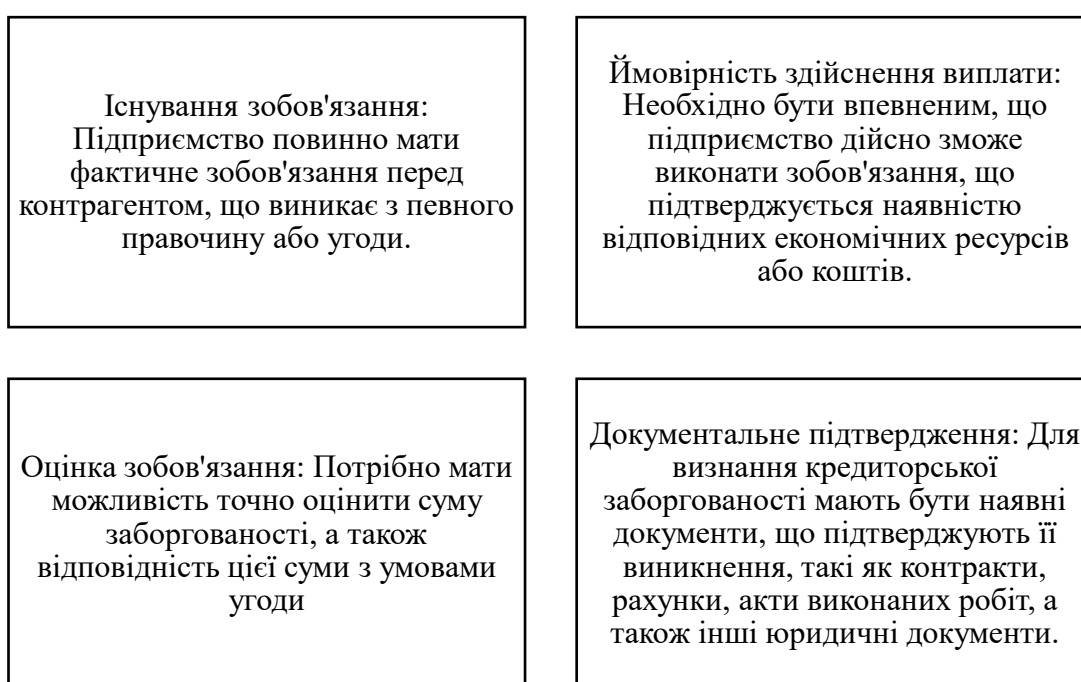 Існування зобов'язання:
Підприємство повинно мати
фактичне зобов'язання перед
контрагентом, що виникає з певного
правочину або угоди.
Ймовірність здійснення виплати:
Необхідно бути впевненим, що
підприємство дійсно зможе
виконати зобов'язання, що
підтверджується наявністю
відповідних економічних ресурсів
або коштів.
Оцінка зобов'язання: Потрібно мати
можливість точно оцінити суму
заборгованості, а також
відповідність цієї суми з умовами
угоди
Документальне підтвердження: Для
визнання кредиторської
заборгованості мають бути наявні
документи, що підтверджують її
виникнення, такі як контракти,
рахунки, акти виконаних робіт, а
також інші юридичні документи.